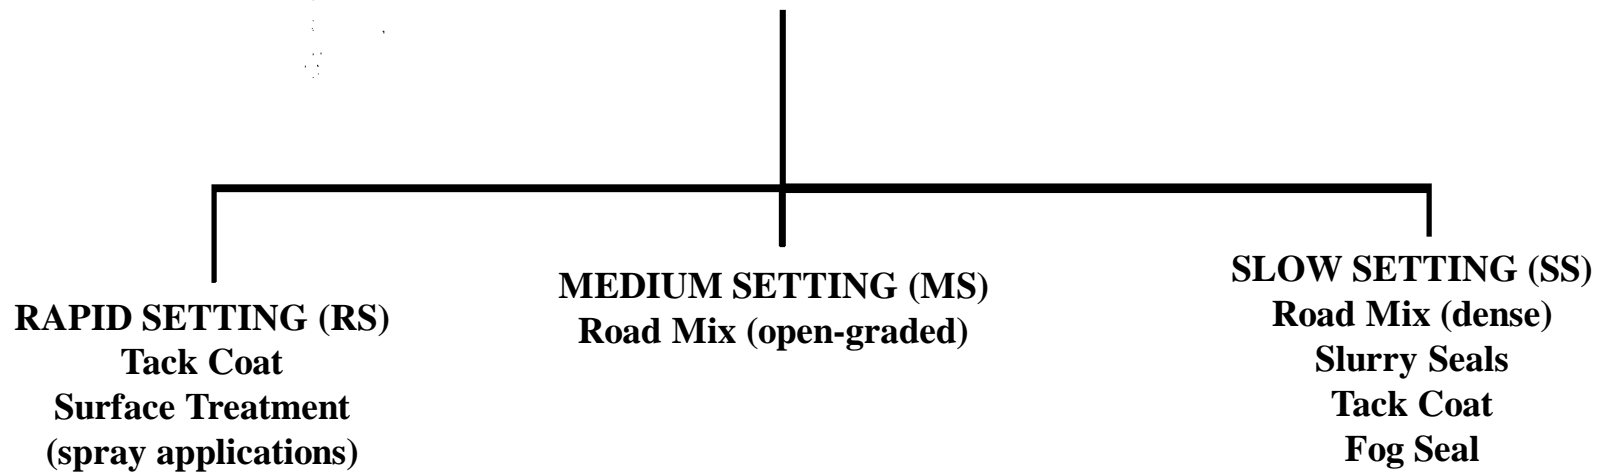 RAPID SETTING (RS)
Tack Coat
Surface Treatment
(spray applications)
MEDIUM SETTING (MS)
Road Mix (open-graded)
SLOW SETTING (SS)
Road Mix (dense)
Slurry Seals
Tack Coat
Fog Seal